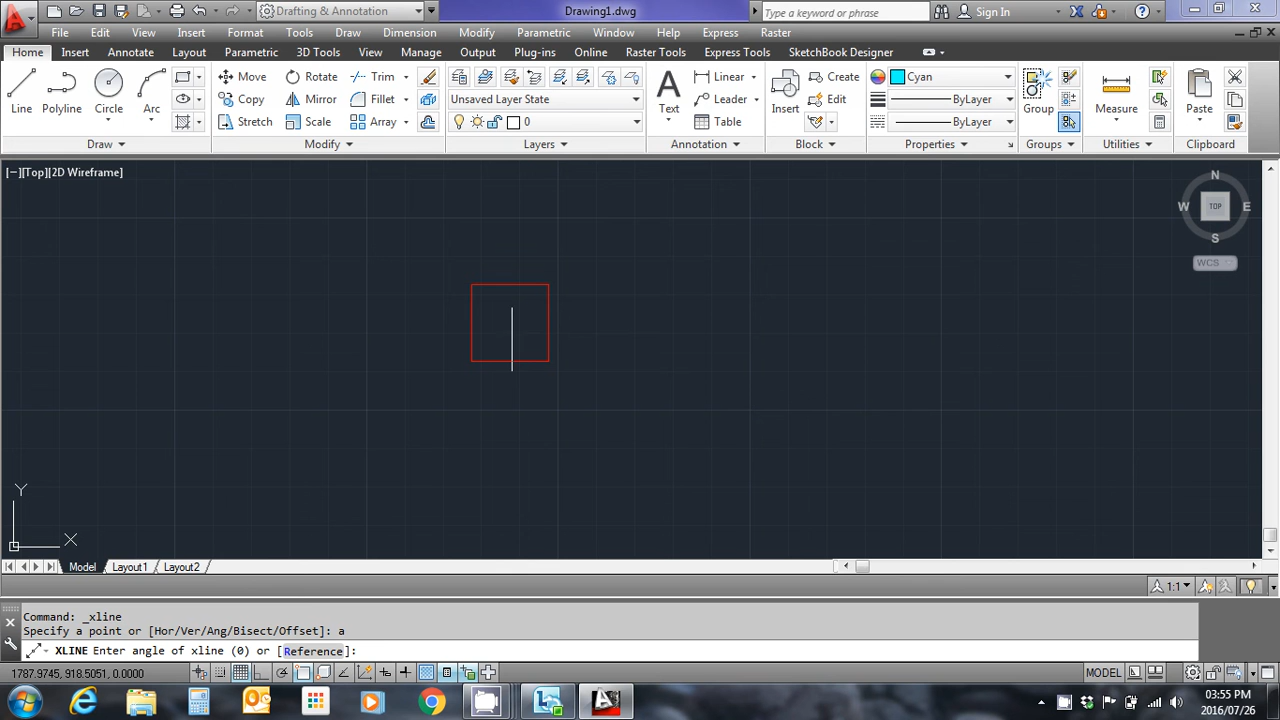 Drafting & Annotation
Drawing1.dwg
Type a keyword or phrase
Sign In
File Edit View Insert Format Tools Draw Dimension Modify Parametric Window Help Express Raster
Home Insert Annotate Layout Parametric 3D Tools View Manage Output Plug-ins Online Raster Tools Express Tools SketchBook Designer
Move Rotate Trim Linear Create Cyan
Unsaved Layer State
Copy Mirror Fillet Leader Edit ByLayer
Line Polyline Circle Arc Text Insert Group Measure Paste
Stretch Scale Array 0 Table ByLayer
Draw Modify Layers Annotation Block Properties Groups Utilities Clipboard
[−][Top][2D Wireframe]
N
W TOP E
S
WCS
Y
X
Model Layout1 Layout2
1:1
Command: _xline
Specify a point or [Hor/Ver/Ang/Bisect/Offset]: a
XLINE Enter angle of xline (0) or [Reference]:
1787.9745, 918.5051, 0.0000
MODEL
03:55 PM
2016/07/26